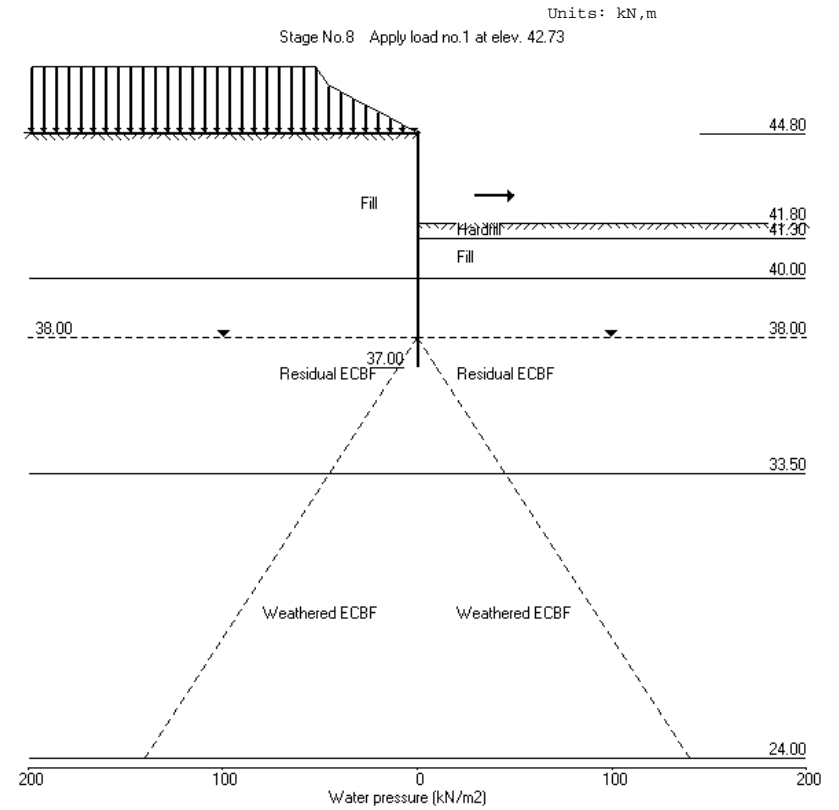 Units: kN,m
Stage No.8 Apply load no.1 at elev. 42.73
44.80
Fill
41.80
Hardfill 41.30
Fill
40.00
38.00 38.00
37.00
Residual ECBF Residual ECBF
33.50
Weathered ECBF Weathered ECBF
24.00
200 100 0 100 200
Water pressure (kN/m2)